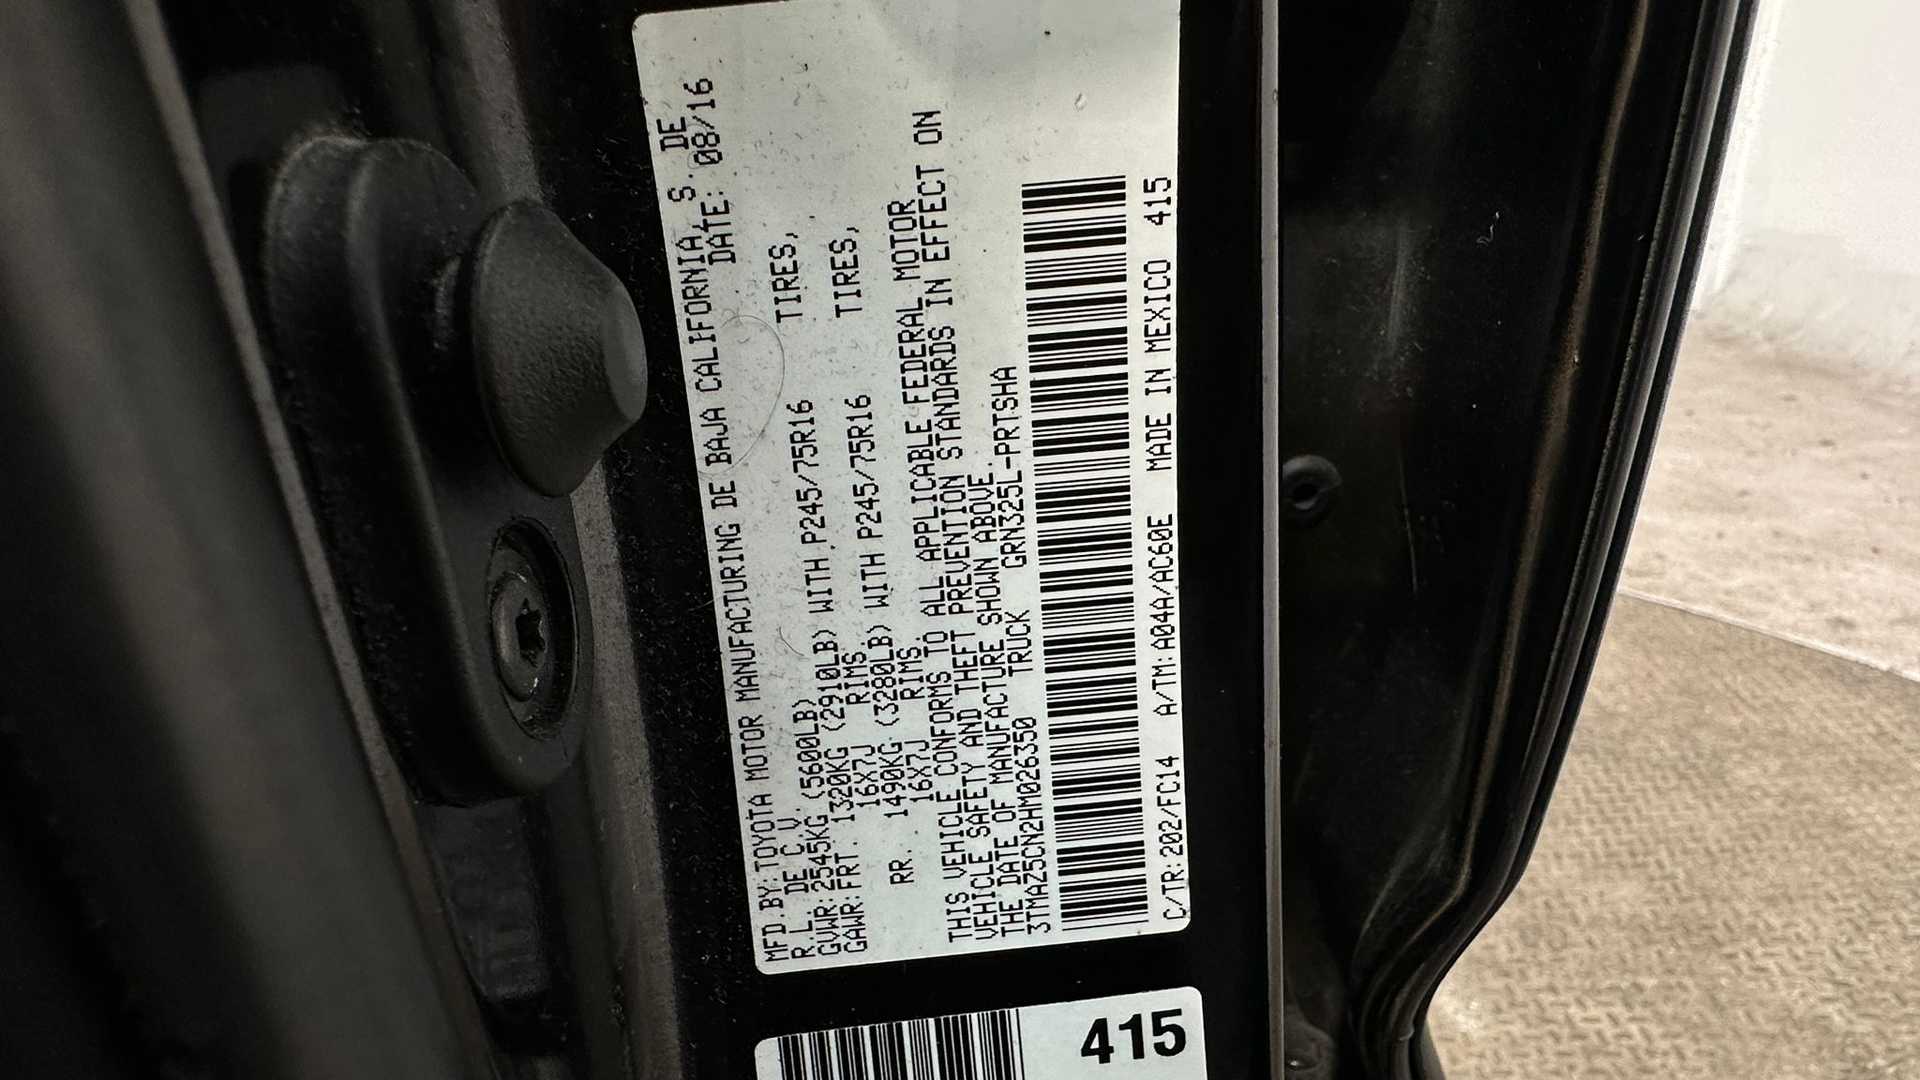 MFD.BY:TOYOTA MOTOR MANUFACTURING DE BAJA CALIFORNIA, S. DE
R.L. DE C.V. DATE: 08/16
GVWR:2545KG (5600LB)
GAWR:FRT. 1320KG (2910LB) WITH P245/75R16 TIRES,
16X7J RIMS.
RR. 1490KG (3280LB) WITH P245/75R16 TIRES,
16X7J RIMS.
THIS VEHICLE CONFORMS TO ALL APPLICABLE FEDERAL MOTOR
VEHICLE SAFETY AND THEFT PREVENTION STANDARDS IN EFFECT ON
THE DATE OF MANUFACTURE SHOWN ABOVE.
3TMAZ5CN2HM026350 TRUCK GRN325L-PRTSHA
C/TR:202/FC14 A/TM:A04A/AC60E MADE IN MEXICO 415
415